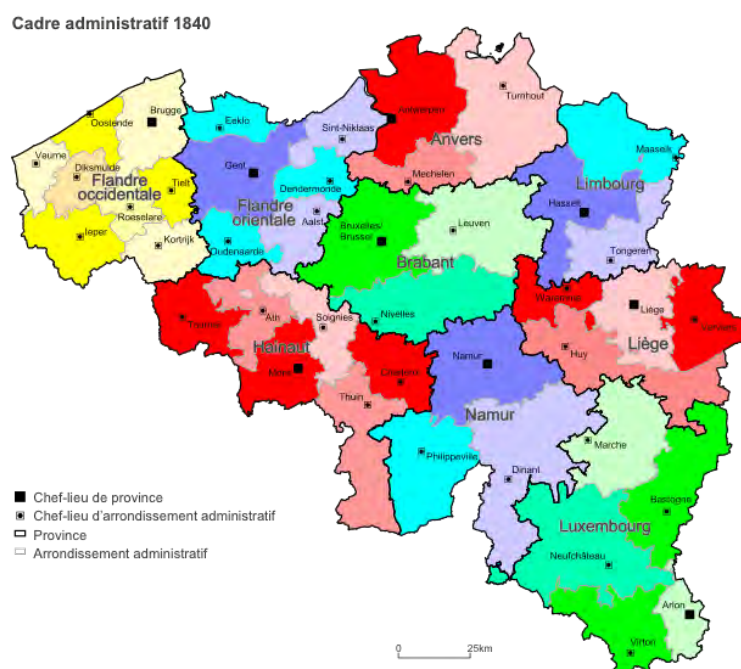 Cadre administratif 1840
Brugge
Oostende
Veurne
Diksmuide
Flandre
occidentale
Tielt
Roeselare
Ieper
Kortrijk
Eeklo
Sint-Niklaas
Gent
Dendermonde
Flandre
orientale
Aalst
Oudenaarde
Antwerpen
Turnhout
Anvers
Mechelen
Maaseik
Limbourg
Hasselt
Tongeren
Bruxelles/
Brussel
Leuven
Brabant
Nivelles
Tournai
Ath
Soignies
Hainaut
Mons
Charleroi
Thuin
Waremme
Liège
Verviers
Huy
Liège
Namur
Namur
Philippeville
Dinant
Marche
Bastogne
Luxembourg
Neufchâteau
Arlon
Virton
Chef-lieu de province
Chef-lieu d'arrondissement administratif
Province
Arrondissement administratif
0 25km